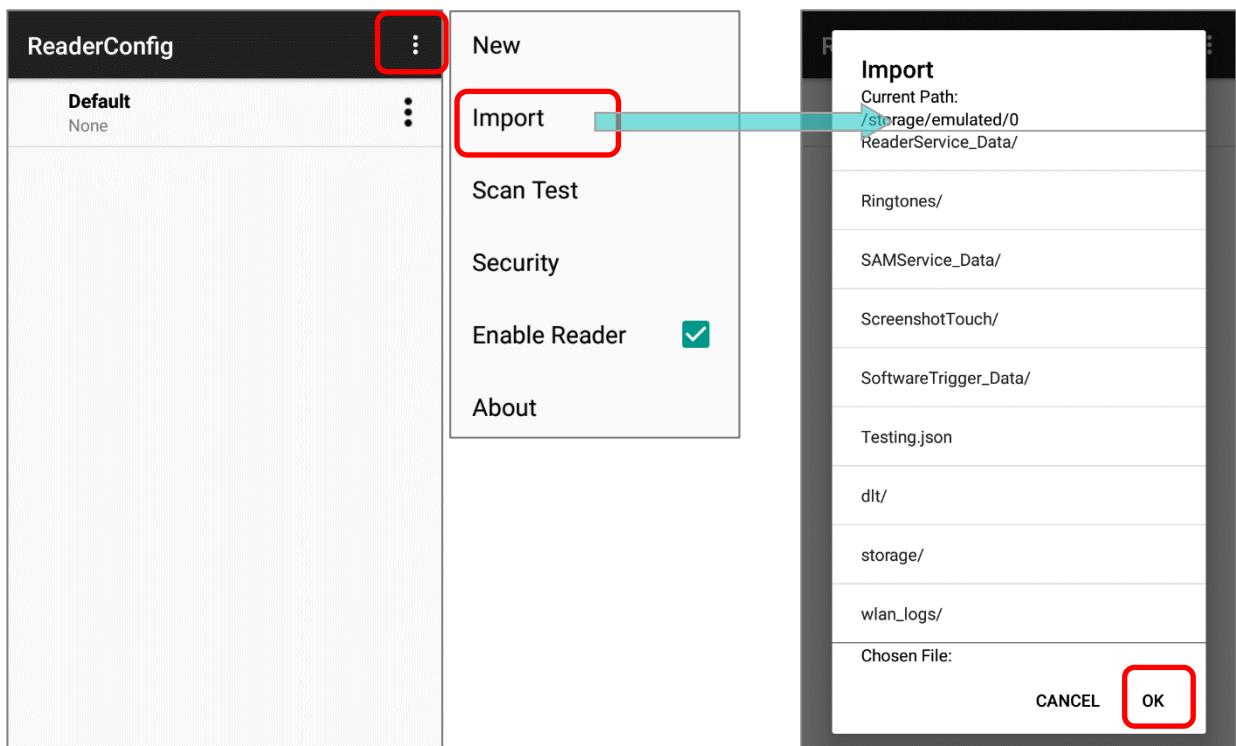 ReaderConfig
Default
None
New
Import
Scan Test
Security
Enable Reader
About
R
Import
Current Path:
/storage/emulated/0
ReaderService_Data/
Ringtones/
SAMService_Data/
ScreenshotTouch/
SoftwareTrigger_Data/
Testing.json
dlt/
storage/
wlan_logs/
Chosen File:
CANCEL OK